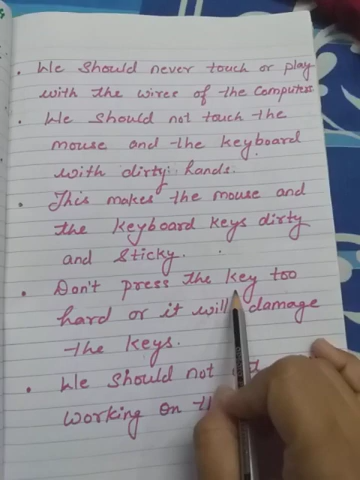 • We should never touch or play
with the wires of the Computer
• We should not touch the
mouse and the keyboard
with dirty hands.
• This makes the mouse and
the keyboard keys dirty
and sticky.
• Don't press the key too
hard or it will damage
the keys.
• We should not
working on